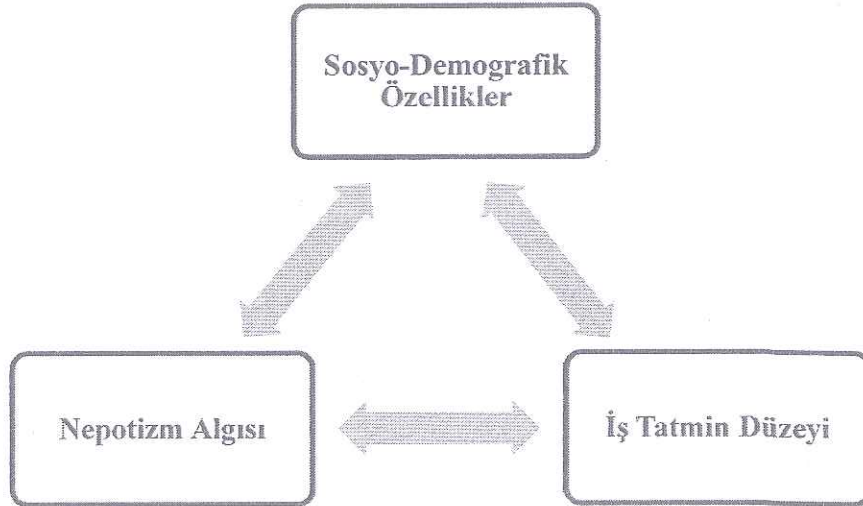 Sosyo-Demografik
Özellikler
Nepotizm Algısı
İş Tatmin Düzeyi